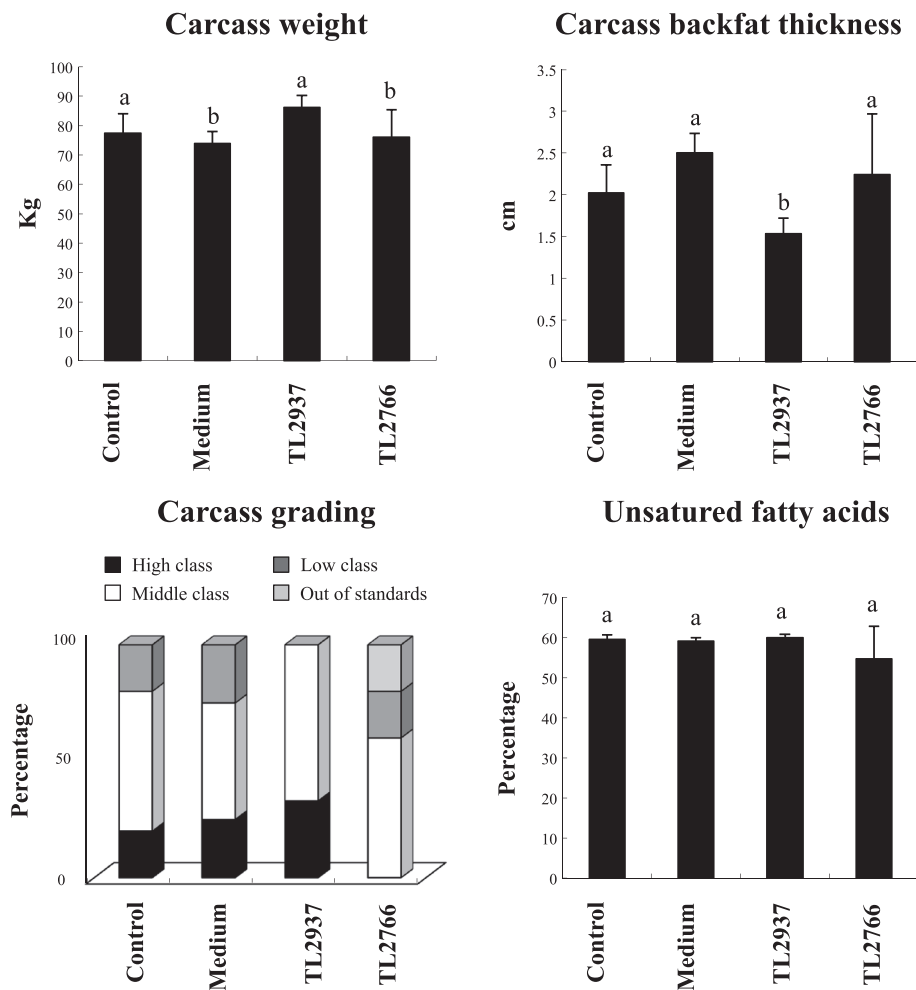 Carcass weight
Kg
100
90
80
70
60
50
40
30
20
10
0
a
b
a
b
Control
Medium
TL2937
TL2766
Carcass backfat thickness
cm
3.5
3
2.5
2
1.5
1
0.5
0
a
a
b
a
Control
Medium
TL2937
TL2766
Carcass grading
High class
Low class
Middle class
Out of standards
Percentage
100
50
0
Control
Medium
TL2937
TL2766
Unsatured fatty acids
Percentage
70
60
50
40
30
20
10
0
a
a
a
a
Control
Medium
TL2937
TL2766